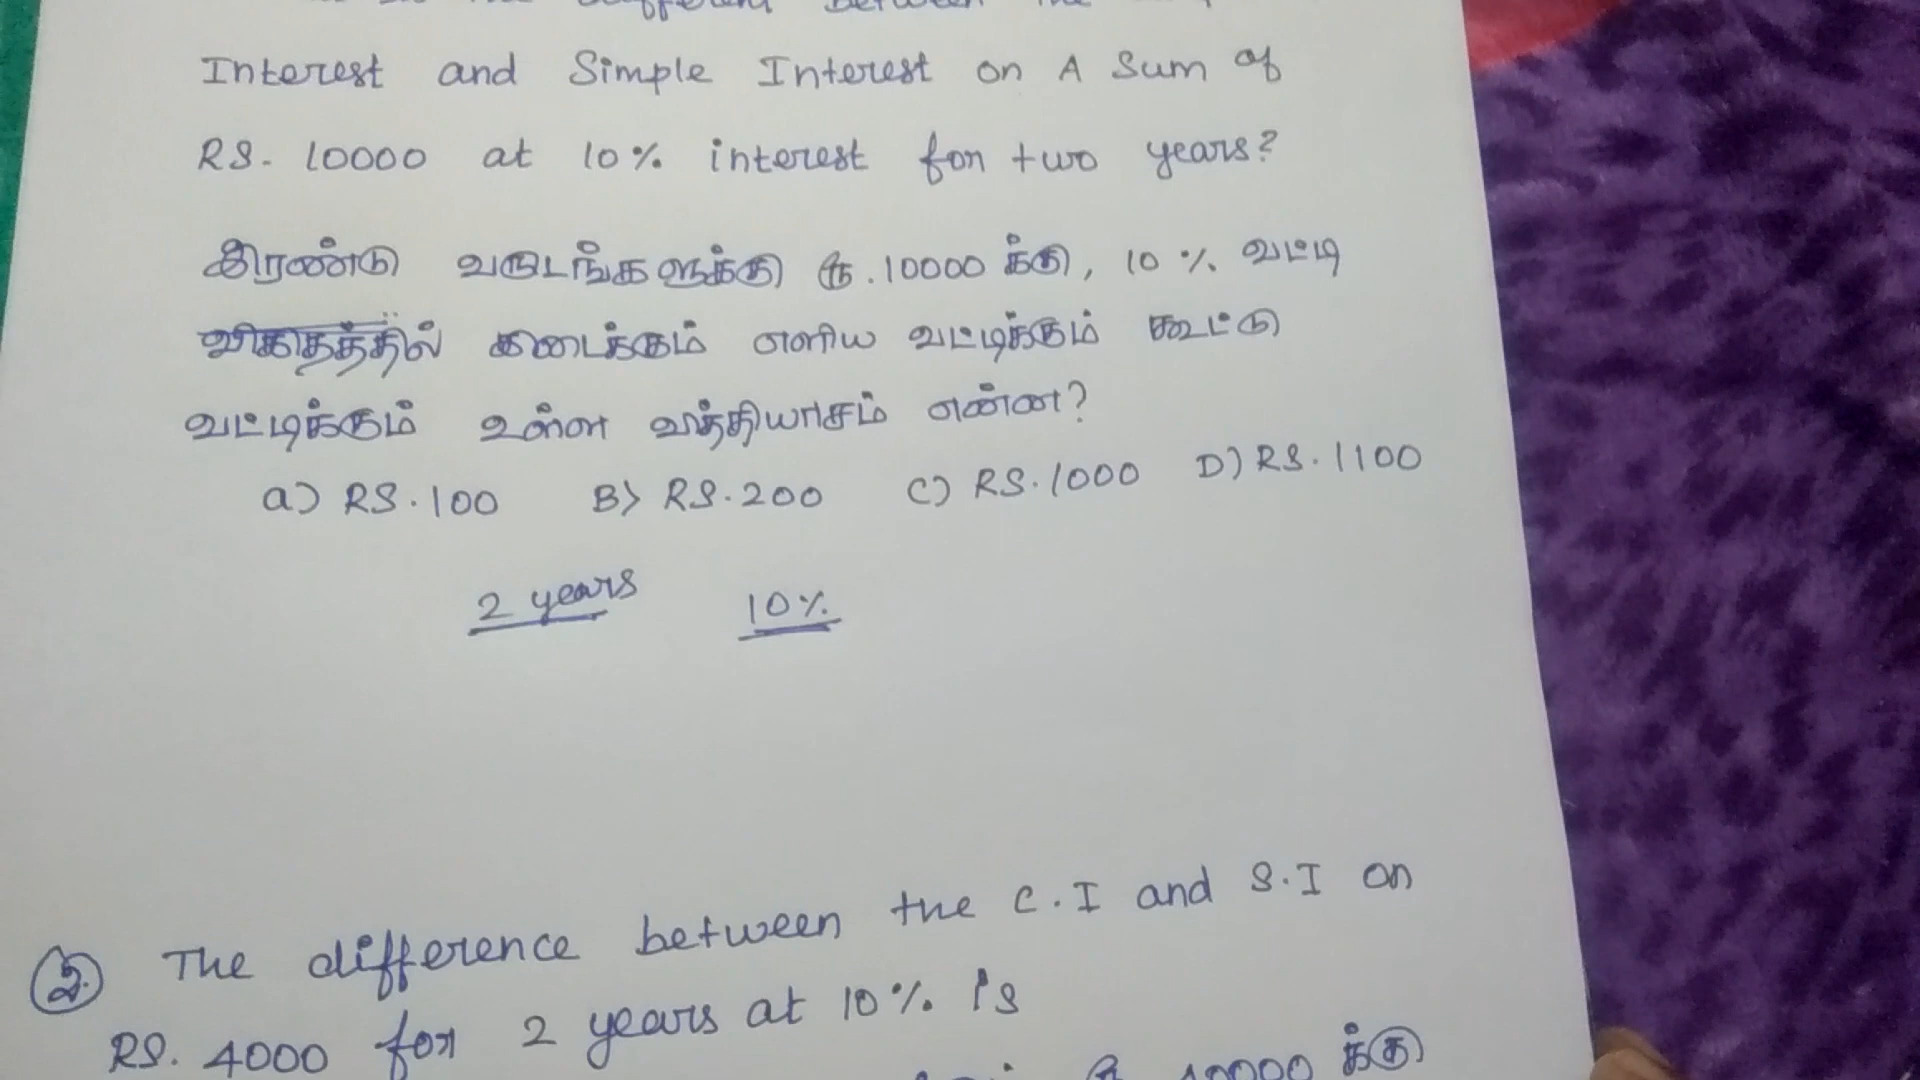 Interest and Simple Interest on A Sum of
RS. 10000 at 10% interest for two years?
இரண்டு வருடங்களுக்கு ரூ.10000 க்கு, 10 % வட்டி
விகிதத்தில் கிடைக்கும் எளிய வட்டிக்கும் கூட்டு
வட்டிக்கும் உள்ள வித்தியாசம் என்ன?
a) RS.100 B) RS.200 C) RS.1000 D) RS.1100
2 years 10%
2. The difference between the C.I and S.I on
RS. 4000 for 2 years at 10% is
க்கு